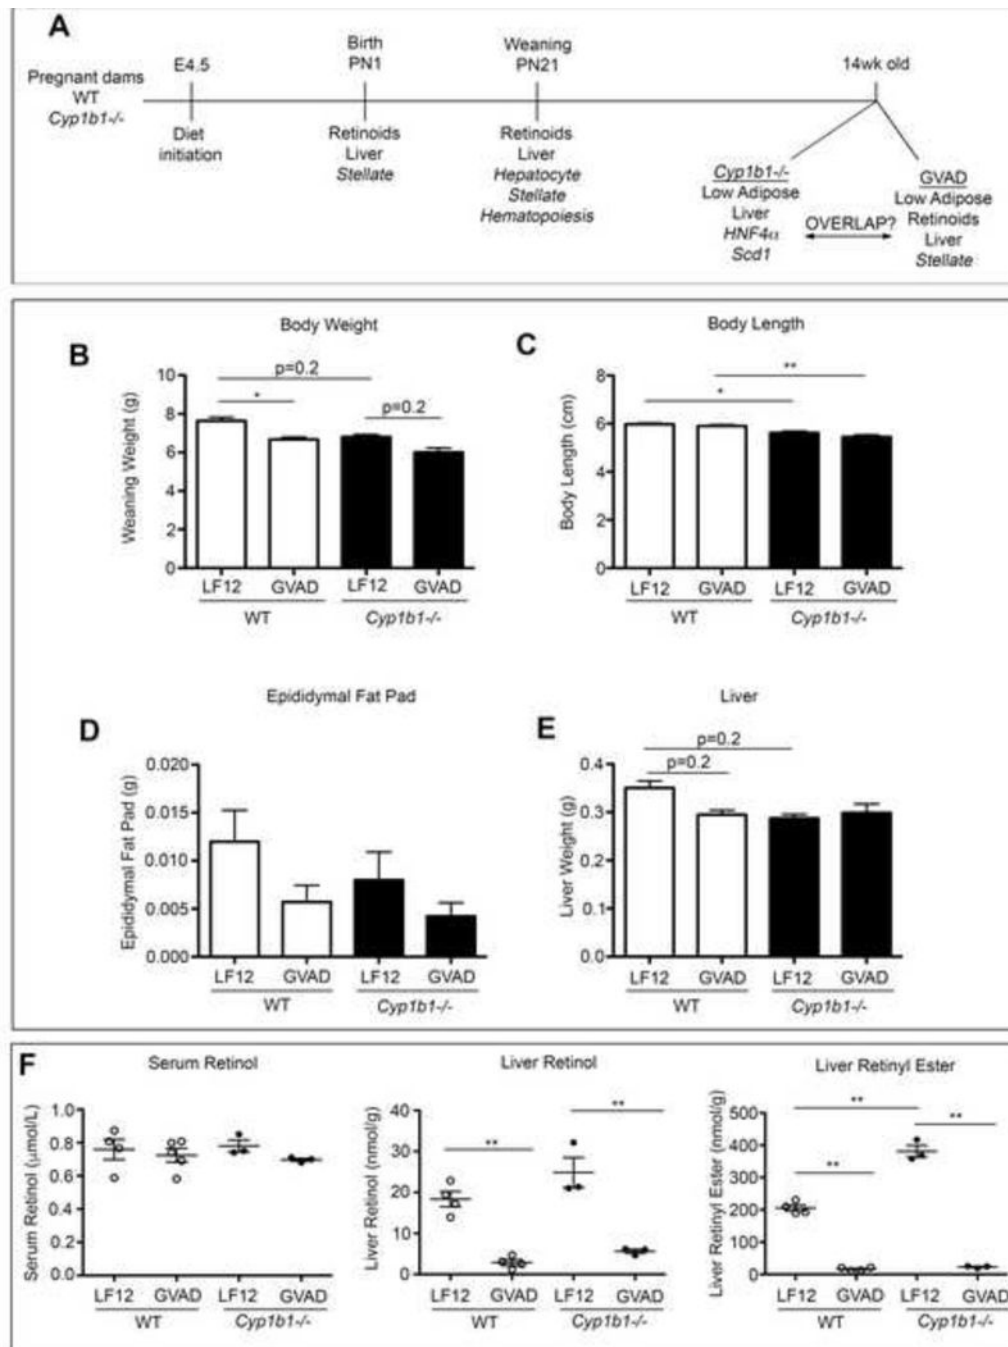 A
Pregnant dams
WT
Cyp1b1-/-
E4.5
Diet
initiation
Birth
PN1
Retinoids
Liver
Stellate
Weaning
PN21
Retinoids
Liver
Hepatocyte
Stellate
Hematopoiesis
14wk old
Cyp1b1-/-
Low Adipose
Liver
HNF4α
Scd1
OVERLAP?
GVAD
Low Adipose
Retinoids
Liver
Stellate
B
Body Weight
Weaning Weight (g)
10
8
6
4
2
0
p=0.2
*
p=0.2
LF12 GVAD LF12 GVAD
WT Cyp1b1-/-
C
Body Length
Body Length (cm)
8
6
4
2
0
**
*
LF12 GVAD LF12 GVAD
WT Cyp1b1-/-
D
Epididymal Fat Pad
Epididymal Fat Pad (g)
0.020
0.015
0.010
0.005
0.000
LF12 GVAD LF12 GVAD
WT Cyp1b1-/-
E
Liver
Liver Weight (g)
0.4
0.3
0.2
0.1
0.0
p=0.2
p=0.2
LF12 GVAD LF12 GVAD
WT Cyp1b1-/-
F
Serum Retinol
Serum Retinol (µmol/L)
1.0
0.8
0.6
0.4
0.2
0.0
LF12 GVAD LF12 GVAD
WT Cyp1b1-/-
Liver Retinol
Liver Retinol (nmol/g)
40
30
20
10
0
**
**
LF12 GVAD LF12 GVAD
WT Cyp1b1-/-
Liver Retinyl Ester
Liver Retinyl Ester (nmol/g)
500
400
300
200
100
0
**
**
**
LF12 GVAD LF12 GVAD
WT Cyp1b1-/-